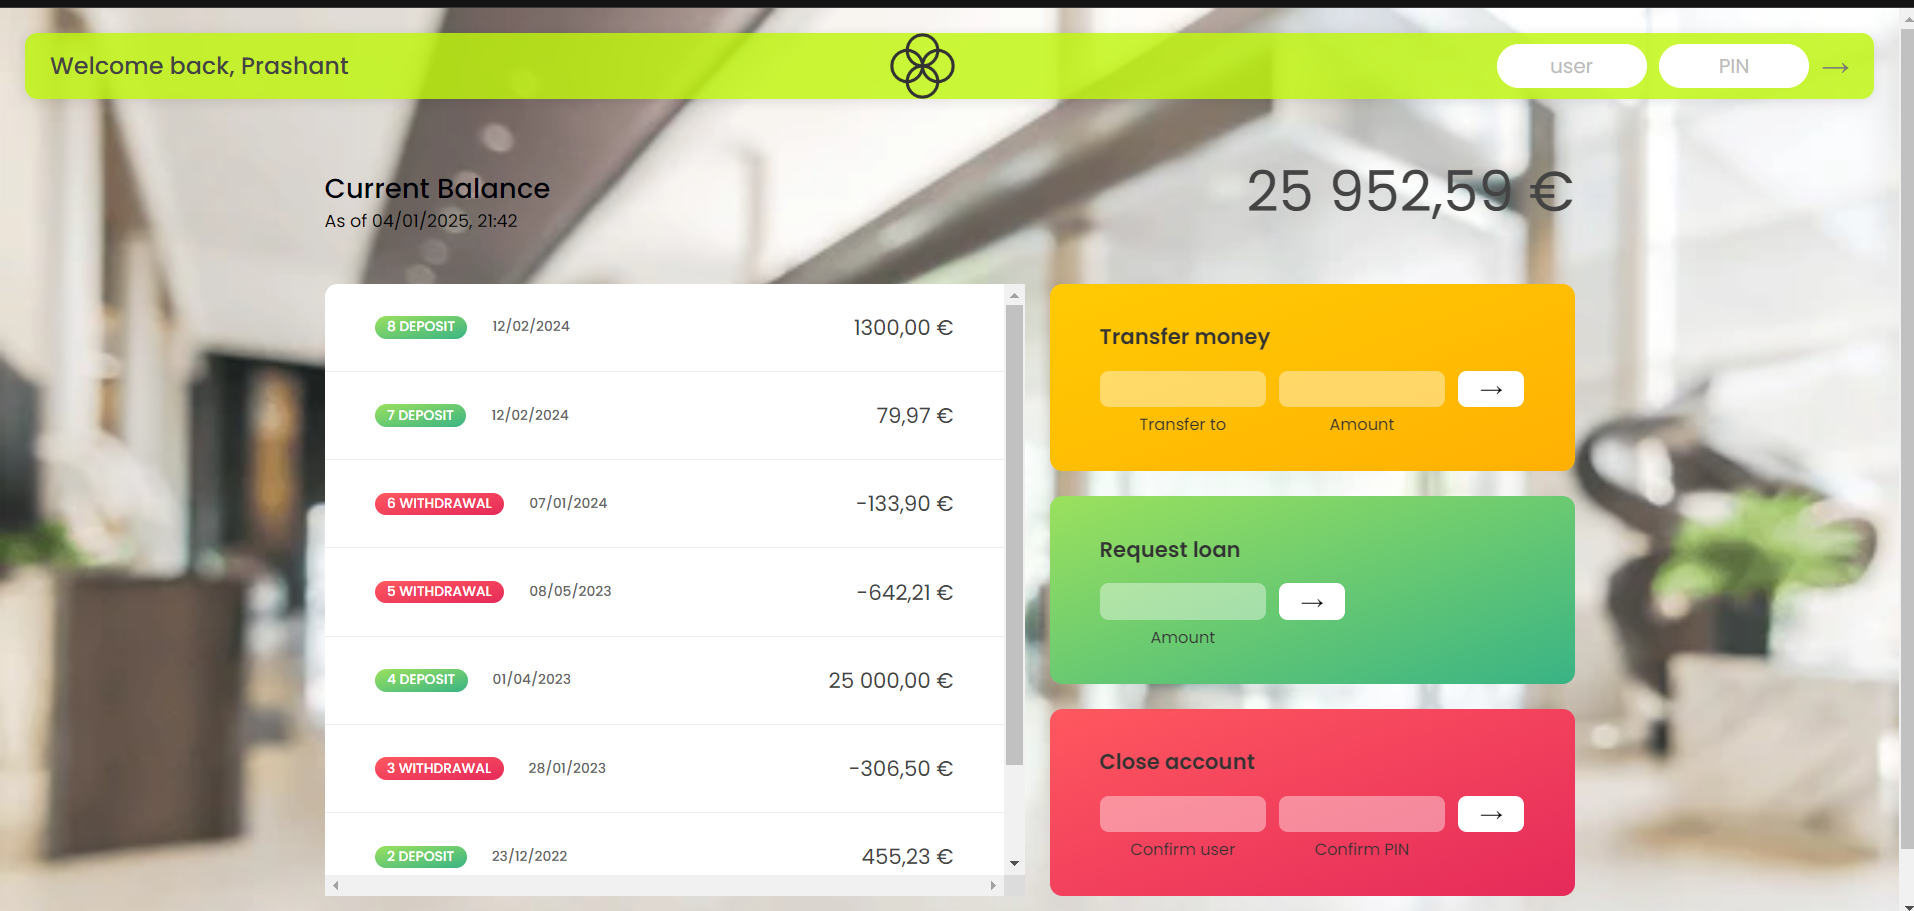 Welcome back, Prashant
user
PIN
→
Current Balance
As of 04/01/2025, 21:42
25 952,59 €
8 DEPOSIT 12/02/2024 1300,00 €
7 DEPOSIT 12/02/2024 79,97 €
6 WITHDRAWAL 07/01/2024 -133,90 €
5 WITHDRAWAL 08/05/2023 -642,21 €
4 DEPOSIT 01/04/2023 25 000,00 €
3 WITHDRAWAL 28/01/2023 -306,50 €
2 DEPOSIT 23/12/2022 455,23 €
Transfer money
→
Transfer to Amount
Request loan
→
Amount
Close account
→
Confirm user Confirm PIN